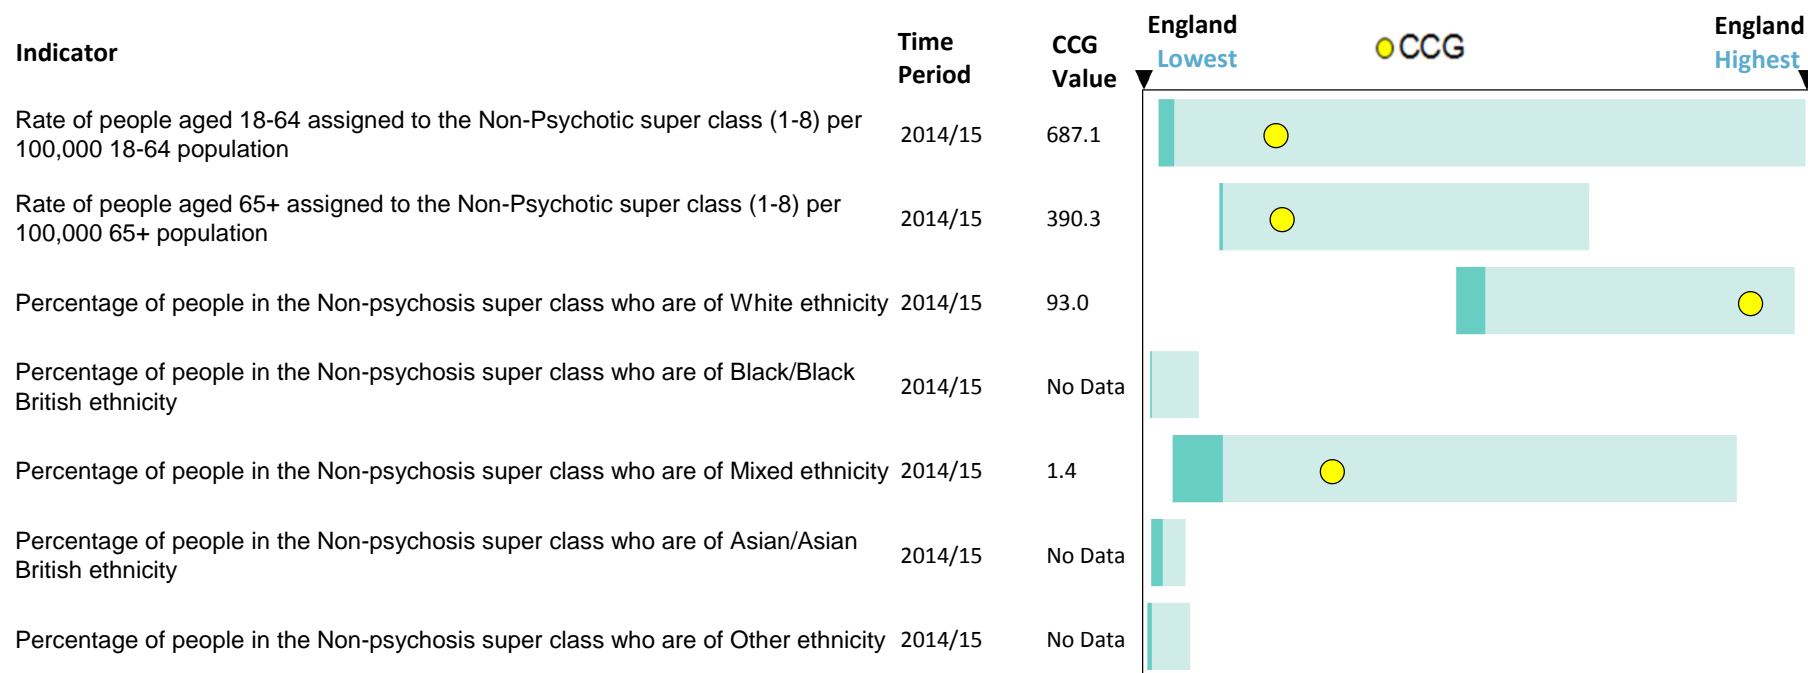 Indicator
Time
Period
CCG
Value
England
Lowest
CCG
England
Highest
Rate of people aged 18-64 assigned to the Non-Psychotic super class (1-8) per
100,000 18-64 population
2014/15
687.1
Rate of people aged 65+ assigned to the Non-Psychotic super class (1-8) per
100,000 65+ population
2014/15
390.3
Percentage of people in the Non-psychosis super class who are of White ethnicity
2014/15
93.0
Percentage of people in the Non-psychosis super class who are of Black/Black
British ethnicity
2014/15
No Data
Percentage of people in the Non-psychosis super class who are of Mixed ethnicity
2014/15
1.4
Percentage of people in the Non-psychosis super class who are of Asian/Asian
British ethnicity
2014/15
No Data
Percentage of people in the Non-psychosis super class who are of Other ethnicity
2014/15
No Data